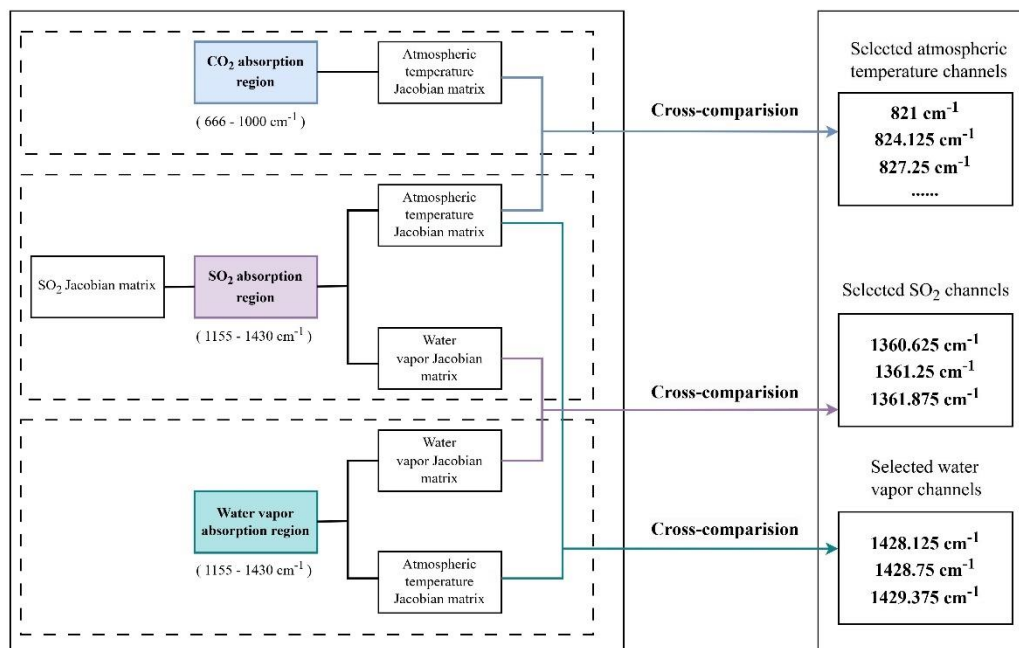 CO₂ absorption
region
( 666 - 1000 cm⁻¹ )
Atmospheric
temperature
Jacobian matrix
SO₂ Jacobian matrix
SO₂ absorption
region
( 1155 - 1430 cm⁻¹ )
Atmospheric
temperature
Jacobian matrix
Water
vapor Jacobian
matrix
Water vapor
absorption region
( 1155 - 1430 cm⁻¹ )
Water
vapor Jacobian
matrix
Atmospheric
temperature
Jacobian matrix
Cross-comparision
Cross-comparision
Cross-comparision
Selected atmospheric
temperature channels
821 cm⁻¹
824.125 cm⁻¹
827.25 cm⁻¹
......
Selected SO₂ channels
1360.625 cm⁻¹
1361.25 cm⁻¹
1361.875 cm⁻¹
Selected water
vapor channels
1428.125 cm⁻¹
1428.75 cm⁻¹
1429.375 cm⁻¹